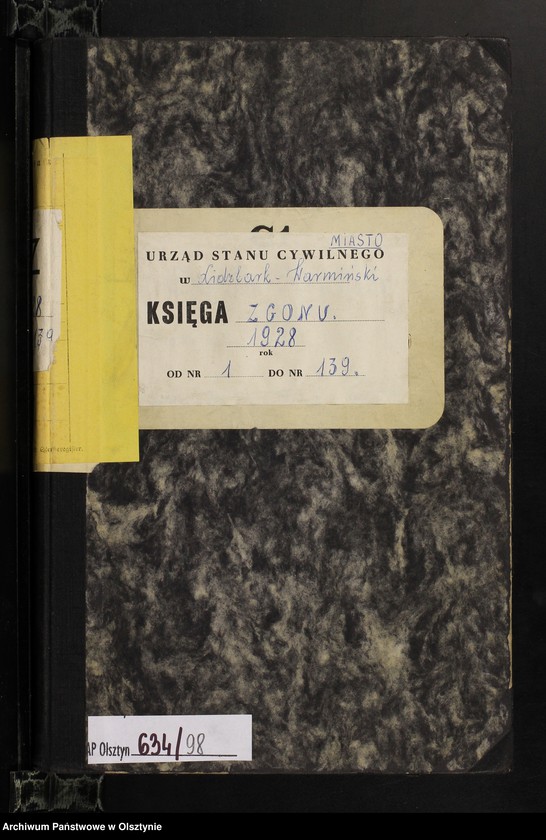 MIASTO
URZĄD STANU CYWILNEGO
w Lidzbark - Warmiński
KSIĘGA ZGONU.
1928
rok
OD NR 1 DO NR 139.
Z
AP Olsztyn 634/98
Archiwum Państwowe w Olsztynie